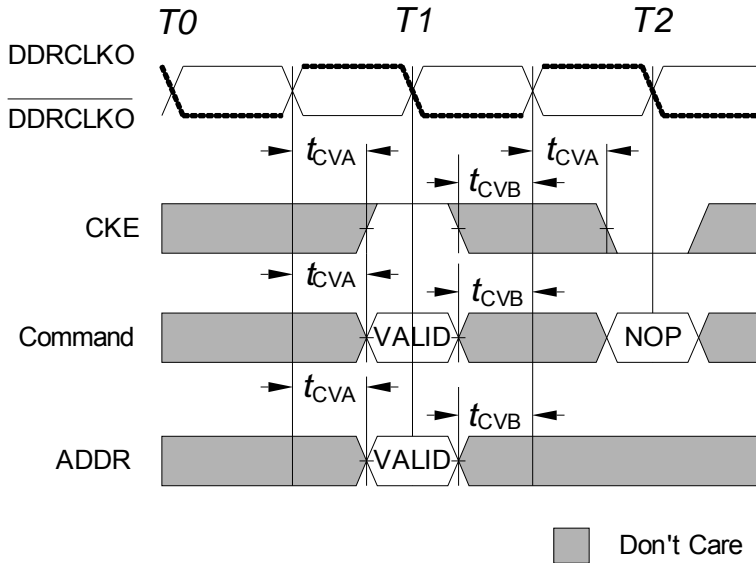 T0 T1 T2
DDRCLKO
DDRCLKO
tCVA tCVA
tCVB
CKE
tCVA
tCVB
Command VALID NOP
tCVA
tCVB
ADDR VALID
Don't Care